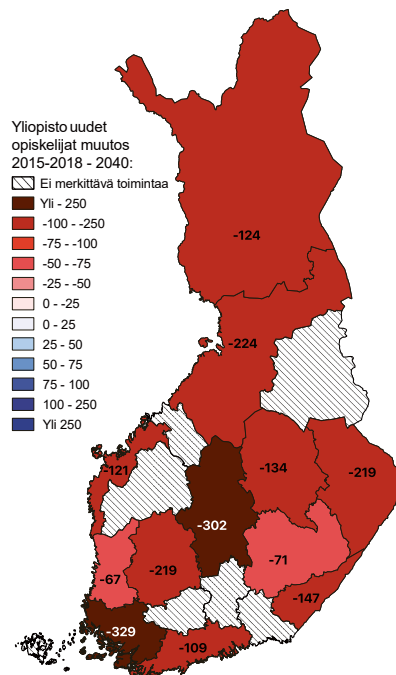 Yliopisto uudet
opiskelijat muutos
2015-2018 - 2040:
Ei merkittävä toimintaa
Yli - 250
-100 - -250
-75 - -100
-50 - -75
-25 - -50
0 - -25
0 - 25
25 - 50
50 - 75
75 - 100
100 - 250
Yli 250
-124
-224
-121
-134
-219
-302
-71
-67
-219
-147
-329
-109